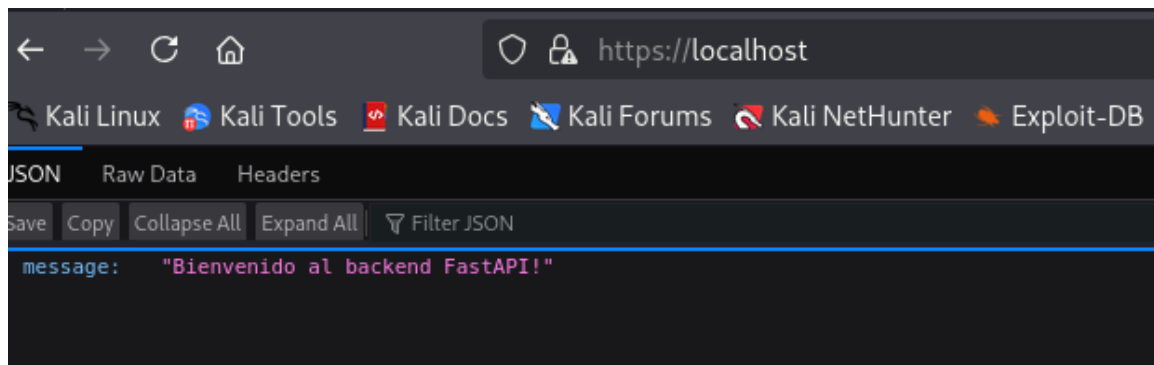 https://localhost
Kali Linux Kali Tools Kali Docs Kali Forums Kali NetHunter Exploit-DB
JSON Raw Data Headers
Save Copy Collapse All Expand All Filter JSON
message: "Bienvenido al backend FastAPI!"